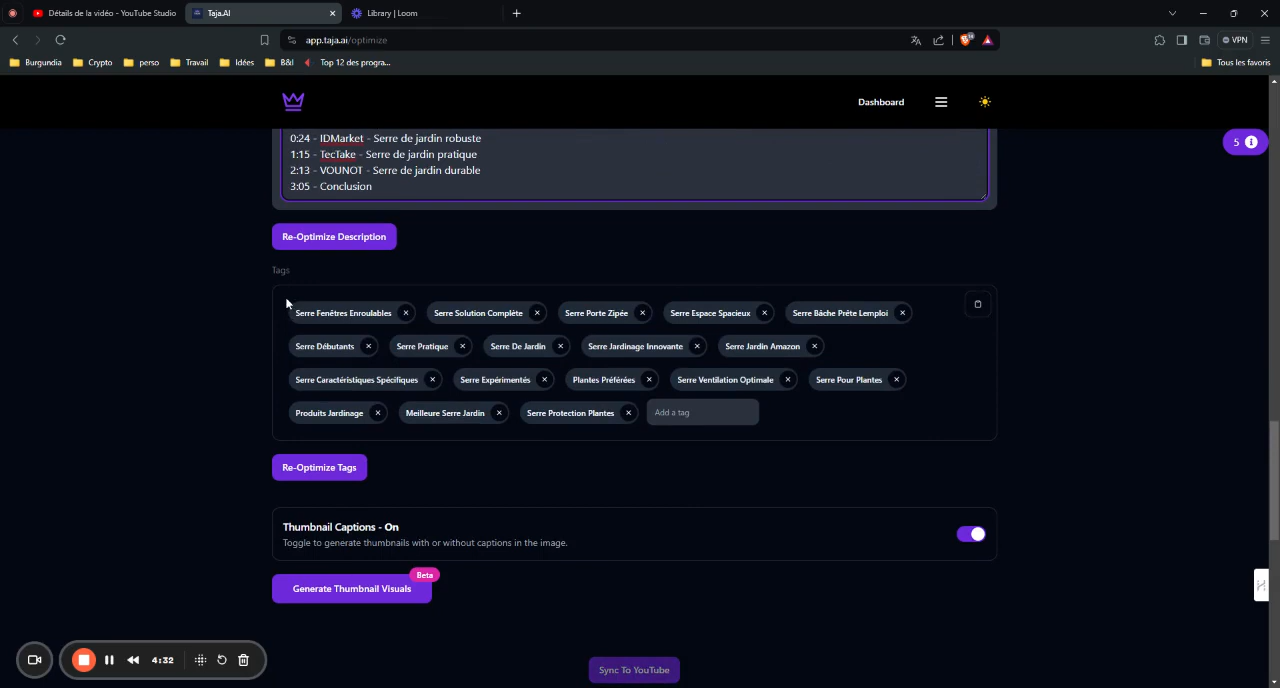 Détails de la vidéo - YouTube Studio
Taja.AI
Library | Loom
app.taja.ai/optimize
VPN
Burgundia
Crypto
perso
Travail
Idées
B&I
Top 12 des progra...
Tous les favoris
Dashboard
0:24 - IDMarket - Serre de jardin robuste
5
1:15 - TecTake - Serre de jardin pratique
2:13 - VOUNOT - Serre de jardin durable
3:05 - Conclusion
Re-Optimize Description
Tags
Serre Fenêtres Enroulables
Serre Solution Complète
Serre Porte Zipée
Serre Espace Spacieux
Serre Bâche Prête Lemploi
Serre Débutants
Serre Pratique
Serre De Jardin
Serre Jardinage Innovante
Serre Jardin Amazon
Serre Caractéristiques Spécifiques
Serre Expérimentés
Plantes Préférées
Serre Ventilation Optimale
Serre Pour Plantes
Produits Jardinage
Meilleure Serre Jardin
Serre Protection Plantes
Add a tag
Re-Optimize Tags
Thumbnail Captions - On
Toggle to generate thumbnails with or without captions in the image.
Beta
Generate Thumbnail Visuals
4:32
Sync To YouTube